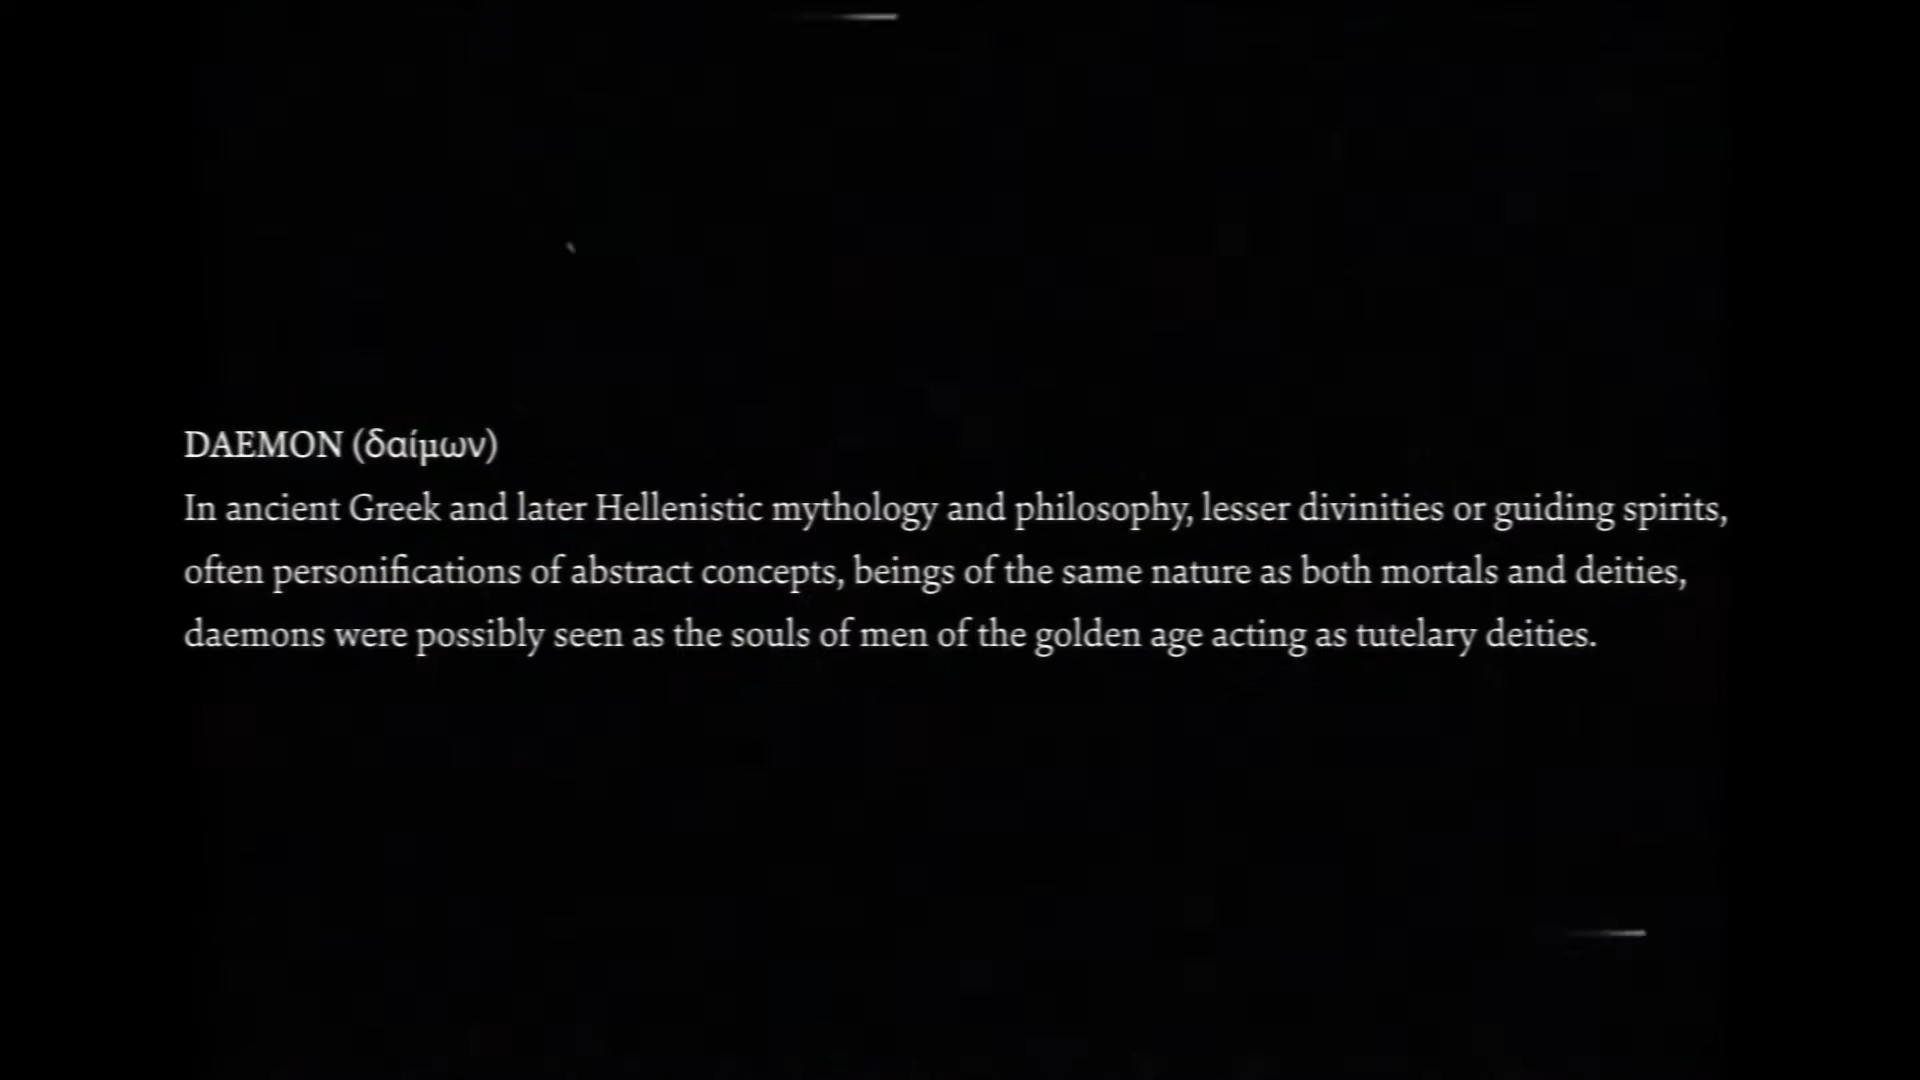 DAEMON (δαίμων)
In ancient Greek and later Hellenistic mythology and philosophy, lesser divinities or guiding spirits,
often personifications of abstract concepts, beings of the same nature as both mortals and deities,
daemons were possibly seen as the souls of men of the golden age acting as tutelary deities.